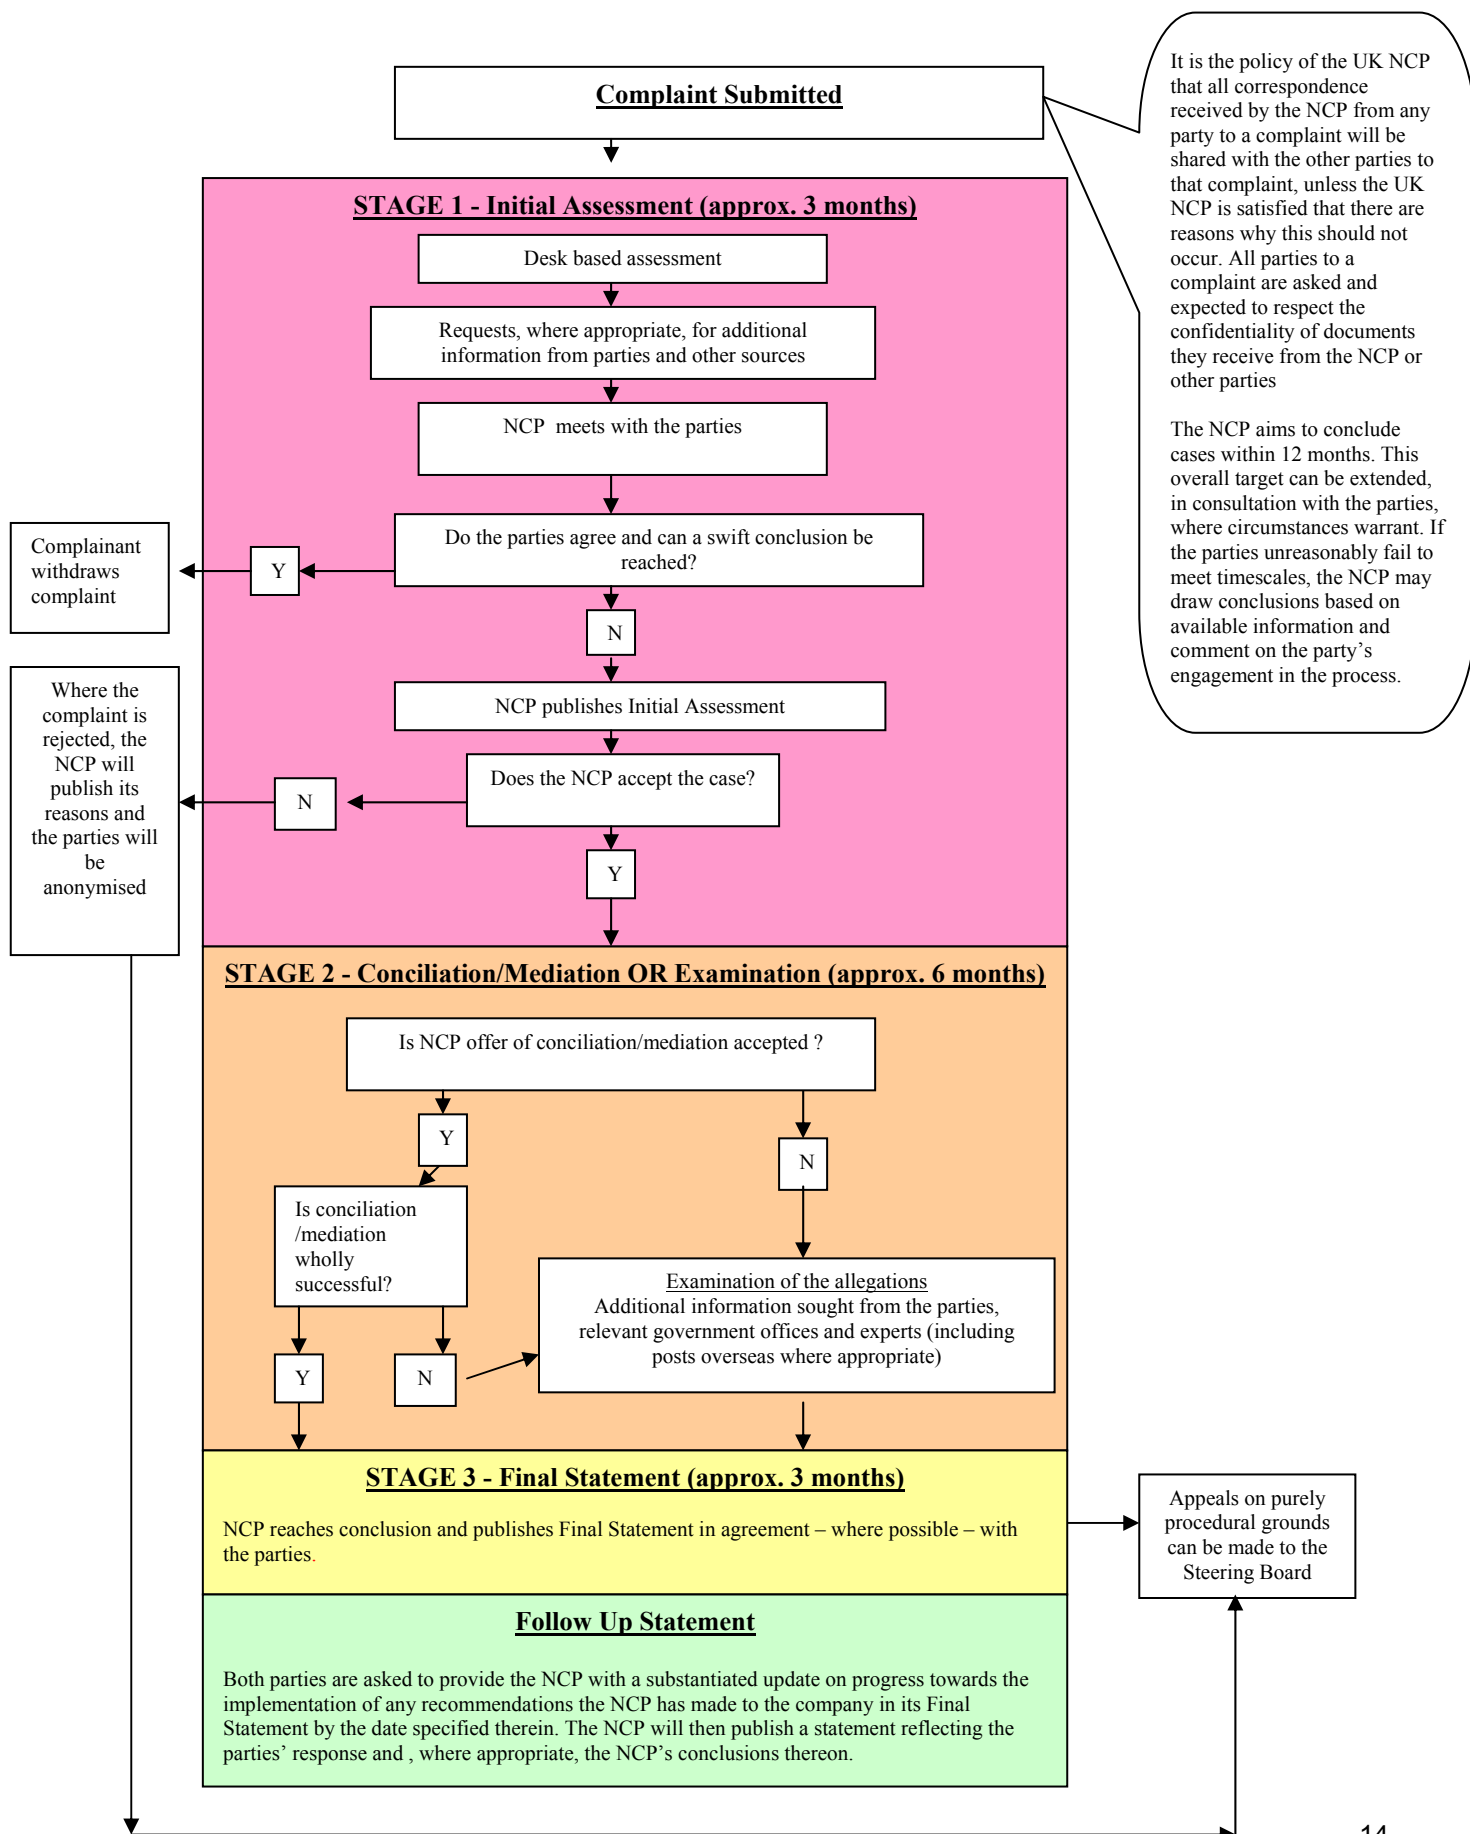 Complaint Submitted
It is the policy of the UK NCP
that all correspondence
received by the NCP from any
party to a complaint will be
shared with the other parties to
that complaint, unless the UK
NCP is satisfied that there are
reasons why this should not
occur. All parties to a
complaint are asked and
expected to respect the
confidentiality of documents
they receive from the NCP or
other parties
The NCP aims to conclude
cases within 12 months. This
overall target can be extended,
in consultation with the parties,
where circumstances warrant. If
the parties unreasonably fail to
meet timescales, the NCP may
draw conclusions based on
available information and
comment on the party's
engagement in the process.
STAGE 1 - Initial Assessment (approx. 3 months)
Desk based assessment
Requests, where appropriate, for additional
information from parties and other sources
NCP meets with the parties
Do the parties agree and can a swift conclusion be
reached?
Y
Complainant
withdraws
complaint
N
NCP publishes Initial Assessment
Does the NCP accept the case?
N
Where the
complaint is
rejected, the
NCP will
publish its
reasons and
the parties will
be
anonymised
Y
STAGE 2 - Conciliation/Mediation OR Examination (approx. 6 months)
Is NCP offer of conciliation/mediation accepted ?
Y
N
Is conciliation
/mediation
wholly
successful?
Examination of the allegations
Additional information sought from the parties,
relevant government offices and experts (including
posts overseas where appropriate)
Y
N
STAGE 3 - Final Statement (approx. 3 months)
NCP reaches conclusion and publishes Final Statement in agreement – where possible – with
the parties.
Appeals on purely
procedural grounds
can be made to the
Steering Board
Follow Up Statement
Both parties are asked to provide the NCP with a substantiated update on progress towards the
implementation of any recommendations the NCP has made to the company in its Final
Statement by the date specified therein. The NCP will then publish a statement reflecting the
parties' response and , where appropriate, the NCP's conclusions thereon.
14